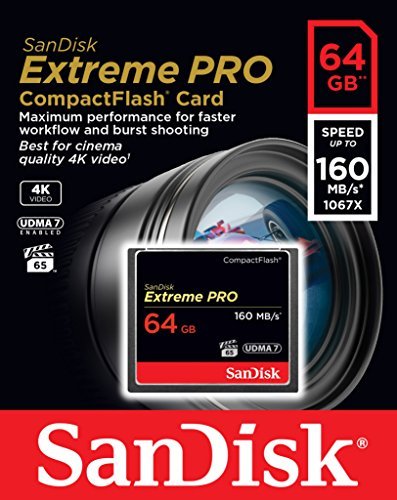 SanDisk
Extreme PRO
CompactFlash® Card
Maximum performance for faster
workflow and burst shooting
Best for cinema
quality 4K video¹
64
GB**
SPEED
UP TO
160
MB/s*
1067X
4K
VIDEO
UDMA 7
ENABLED
65
CompactFlash®
SanDisk
Extreme PRO
64 GB
160 MB/s*
65
UDMA 7
SanDisk
SanDisk®